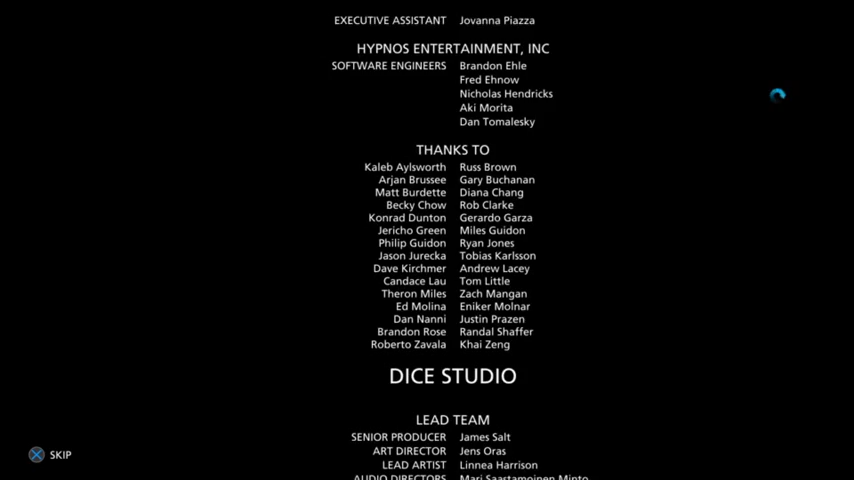 EXECUTIVE ASSISTANT Jovanna Piazza
HYPNOS ENTERTAINMENT, INC
SOFTWARE ENGINEERS Brandon Ehle
Fred Ehnow
Nicholas Hendricks
Aki Morita
Dan Tomalesky
THANKS TO
Kaleb Aylsworth Russ Brown
Arjan Brussee Gary Buchanan
Matt Burdette Diana Chang
Becky Chow Rob Clarke
Konrad Dunton Gerardo Garza
Jericho Green Miles Guidon
Philip Guidon Ryan Jones
Jason Jurecka Tobias Karlsson
Dave Kirchmer Andrew Lacey
Candace Lau Tom Little
Theron Miles Zach Mangan
Ed Molina Eniker Molnar
Dan Nanni Justin Prazen
Brandon Rose Randal Shaffer
Roberto Zavala Khai Zeng
DICE STUDIO
LEAD TEAM
SENIOR PRODUCER James Salt
ART DIRECTOR Jens Oras
LEAD ARTIST Linnea Harrison
AUDIO DIRECTORS Mari Saastamoinen Minto
SKIP